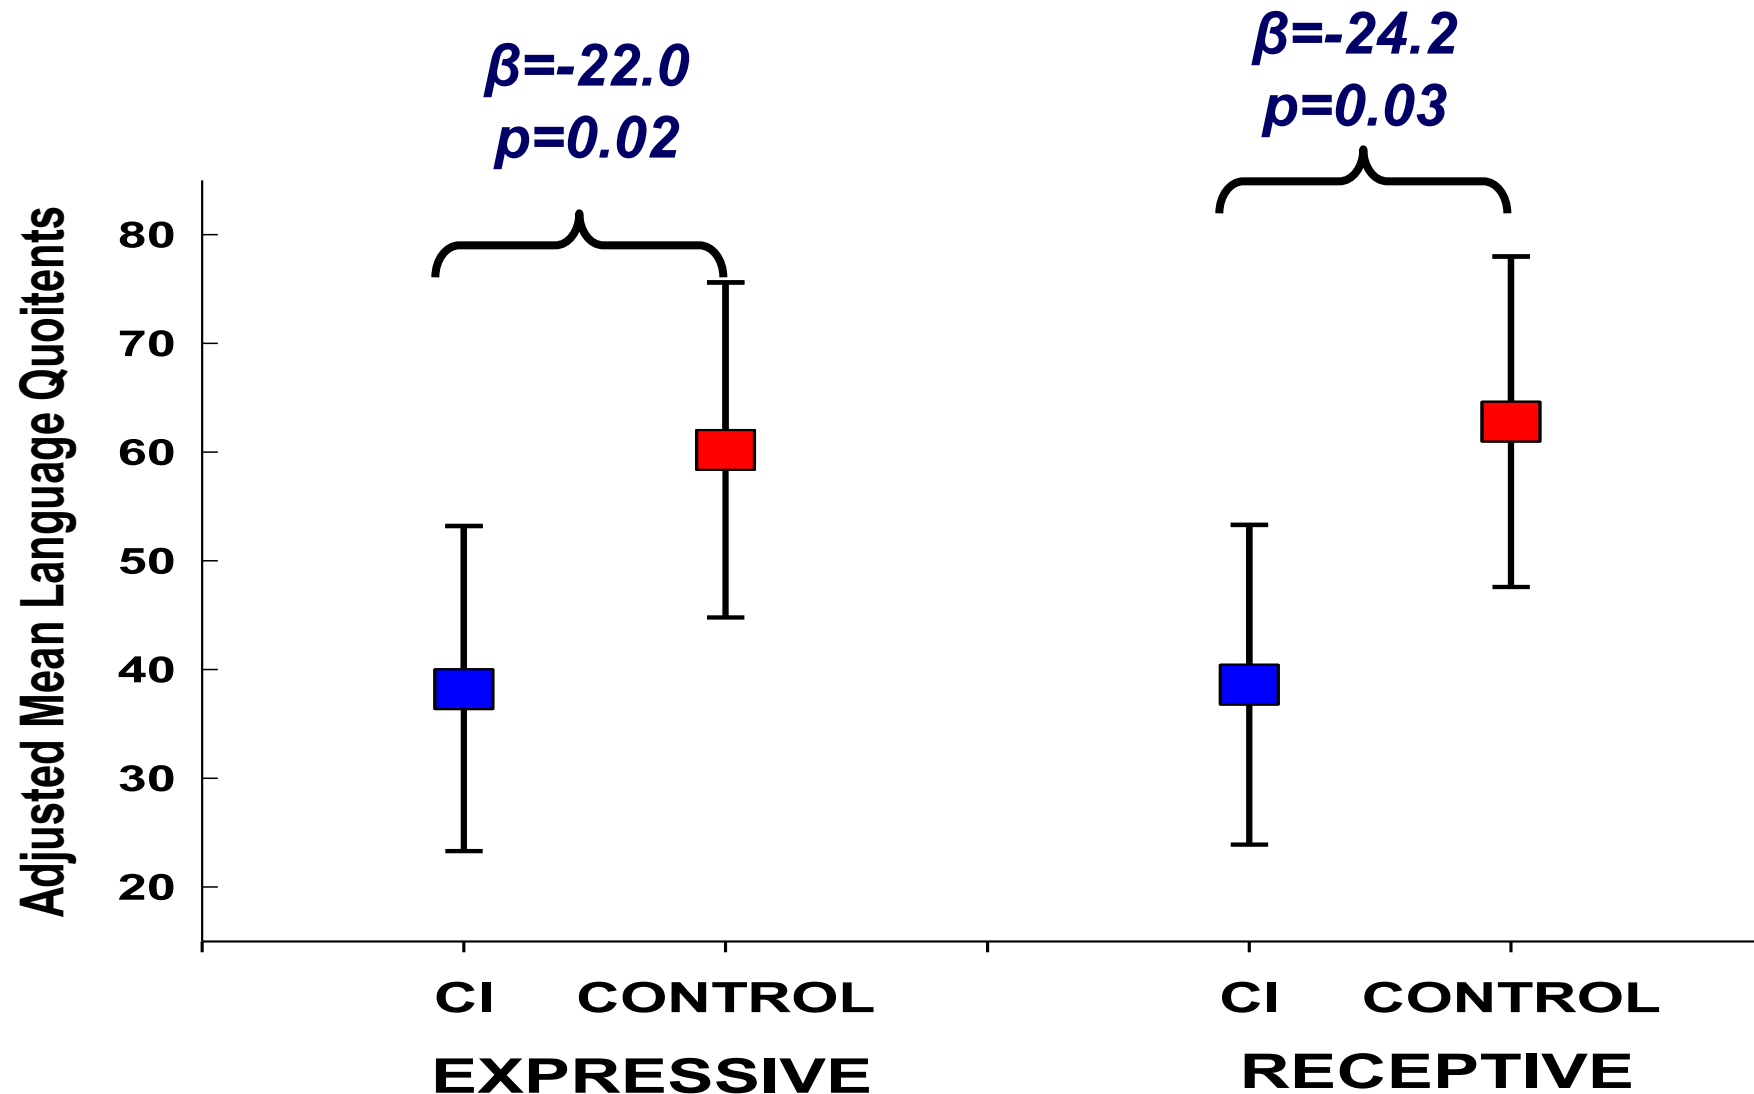 β=-24.2
p=0.03
β=-22.0
p=0.02
Adjusted Mean Language Quoitents
80
70
60
50
40
30
20
CI CONTROL CI CONTROL
EXPRESSIVE RECEPTIVE